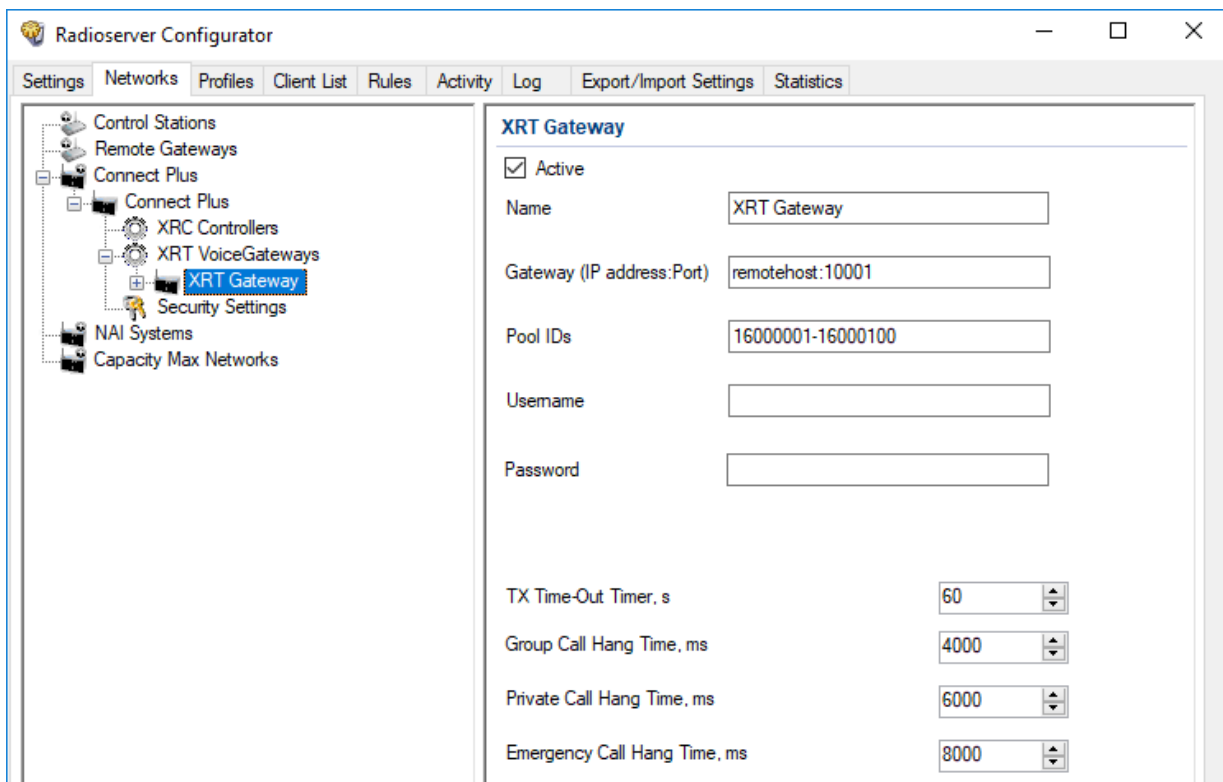 Radioserver Configurator
Settings Networks Profiles Client List Rules Activity Log Export/Import Settings Statistics
Control Stations
Remote Gateways
Connect Plus
Connect Plus
XRC Controllers
XRT VoiceGateways
XRT Gateway
Security Settings
NAI Systems
Capacity Max Networks
XRT Gateway
Active
Name XRT Gateway
Gateway (IP address:Port) remotehost:10001
Pool IDs 16000001-16000100
Username
Password
TX Time-Out Timer, s 60
Group Call Hang Time, ms 4000
Private Call Hang Time, ms 6000
Emergency Call Hang Time, ms 8000